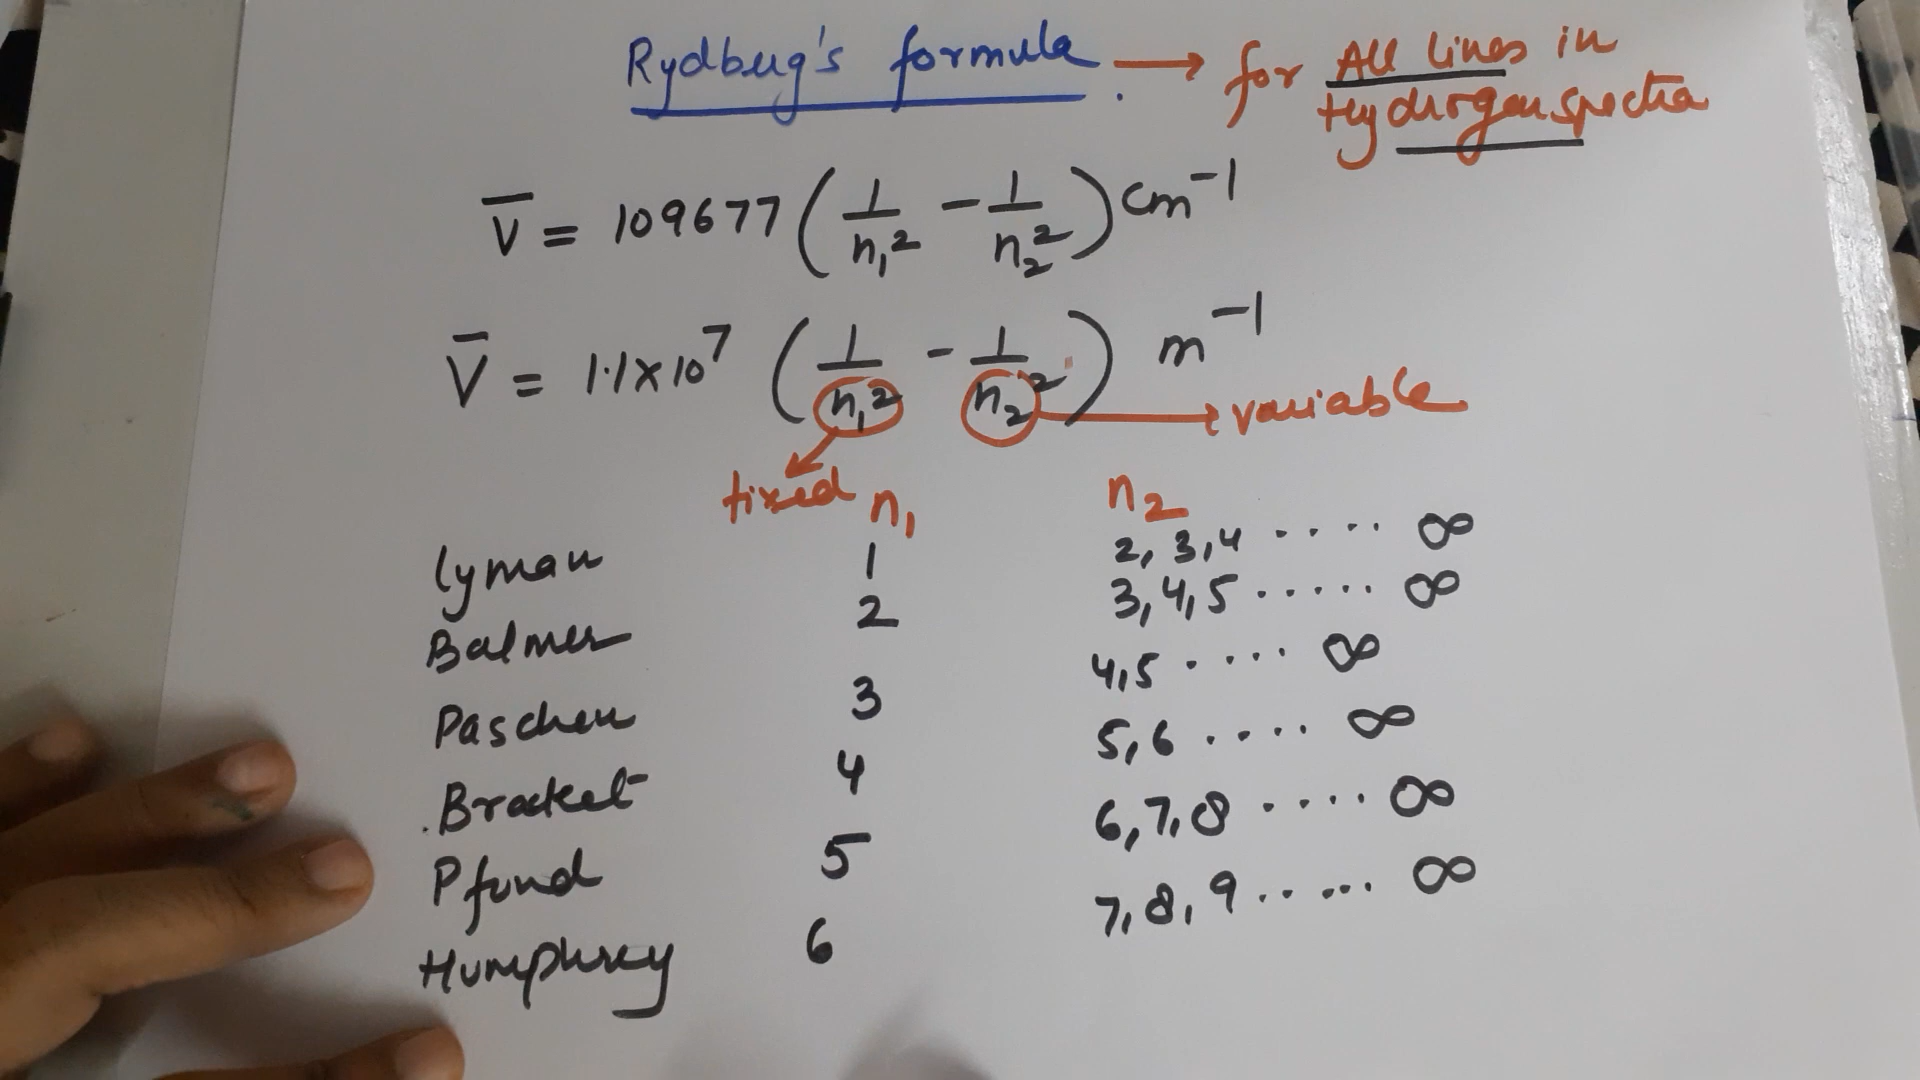 Rydberg's formula → for All lines in
Hydrogen spectra
V̅ = 109677 (1/n₁² − 1/n₂²) cm⁻¹
V̅ = 1.1×10⁷ (1/n₁² − 1/n₂²) m⁻¹
→ variable
fixed n₁ n₂
Lyman 1 2, 3, 4 ..... ∞
Balmer 2 3, 4, 5 ...... ∞
Paschen 3 4, 5 ..... ∞
Bracket 4 5, 6 .... ∞
Pfund 5 6, 7, 8 ..... ∞
Humphrey 6 7, 8, 9 ...... ∞